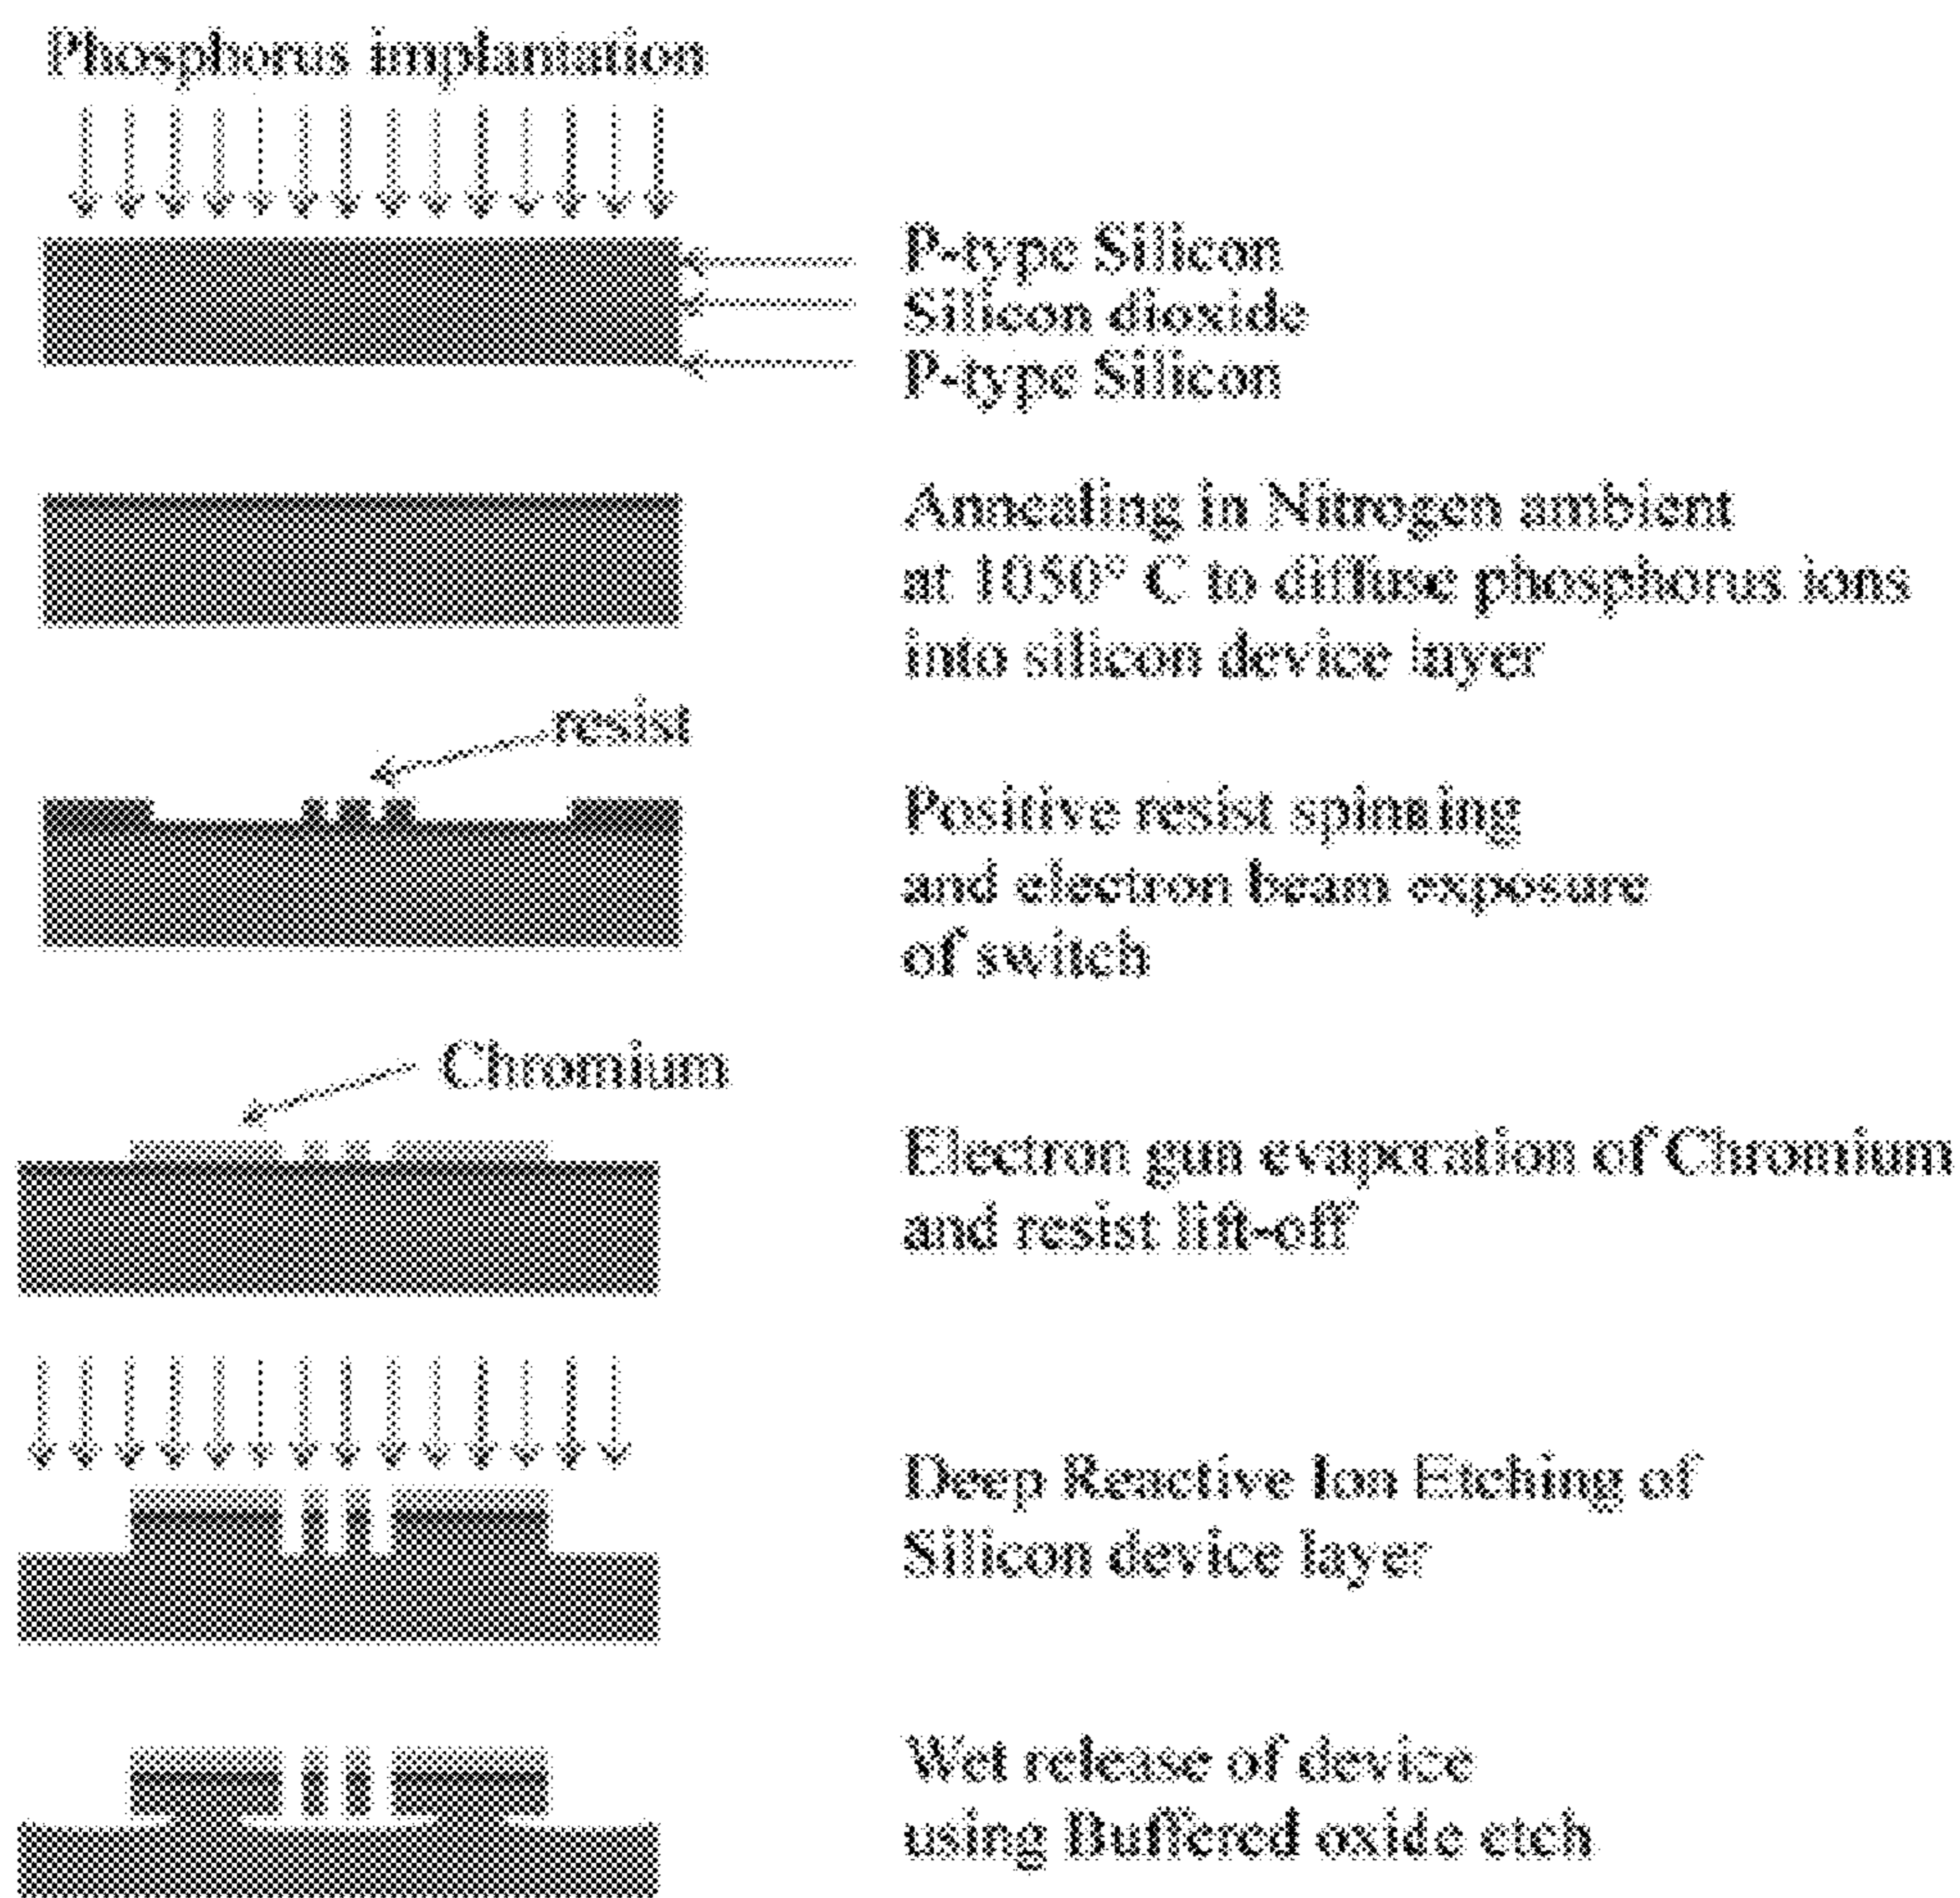 Phosphorus implantation
P-type Silicon
Silicon dioxide
P-type Silicon
Annealing in Nitrogen ambient
at 1050° C to diffuse phosphorus ions
into silicon device layer
resist
Positive resist spinning
and electron beam exposure
of switch
Chromium
Electron gun evaporation of Chromium
and resist lift-off
Deep Reactive Ion Etching of
Silicon device layer
Wet release of device
using Buffered oxide etch